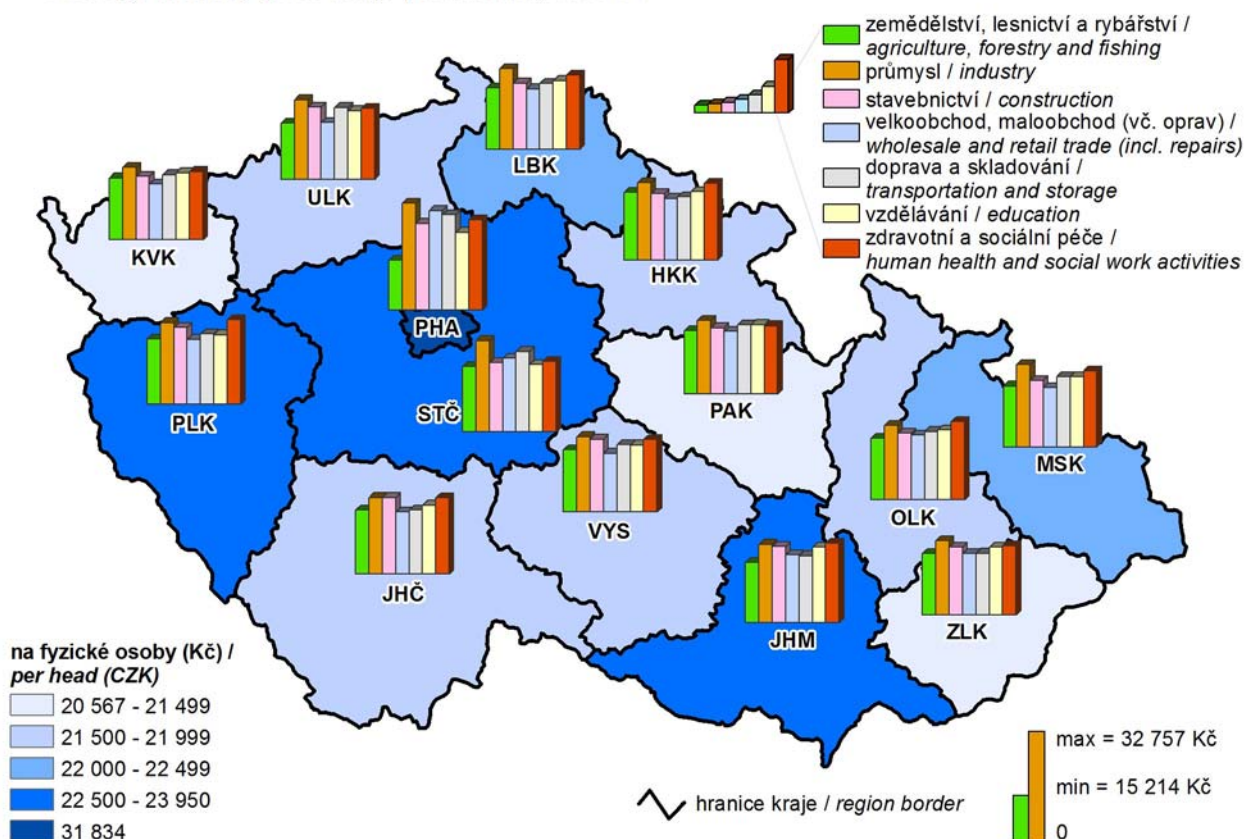 zemědělství, lesnictví a rybářství /
agriculture, forestry and fishing
průmysl / industry
stavebnictví / construction
velkoobchod, maloobchod (vč. oprav) /
wholesale and retail trade (incl. repairs)
doprava a skladování /
transportation and storage
vzdělávání / education
zdravotní a sociální péče /
human health and social work activities
LBK
ULK
KVK
HKK
PHA
PLK
STČ
PAK
MSK
OLK
VYS
JHČ
JHM
ZLK
na fyzické osoby (Kč) /
per head (CZK)
20 567 - 21 499
21 500 - 21 999
22 000 - 22 499
22 500 - 23 950
31 834
hranice kraje / region border
max = 32 757 Kč
min = 15 214 Kč
0